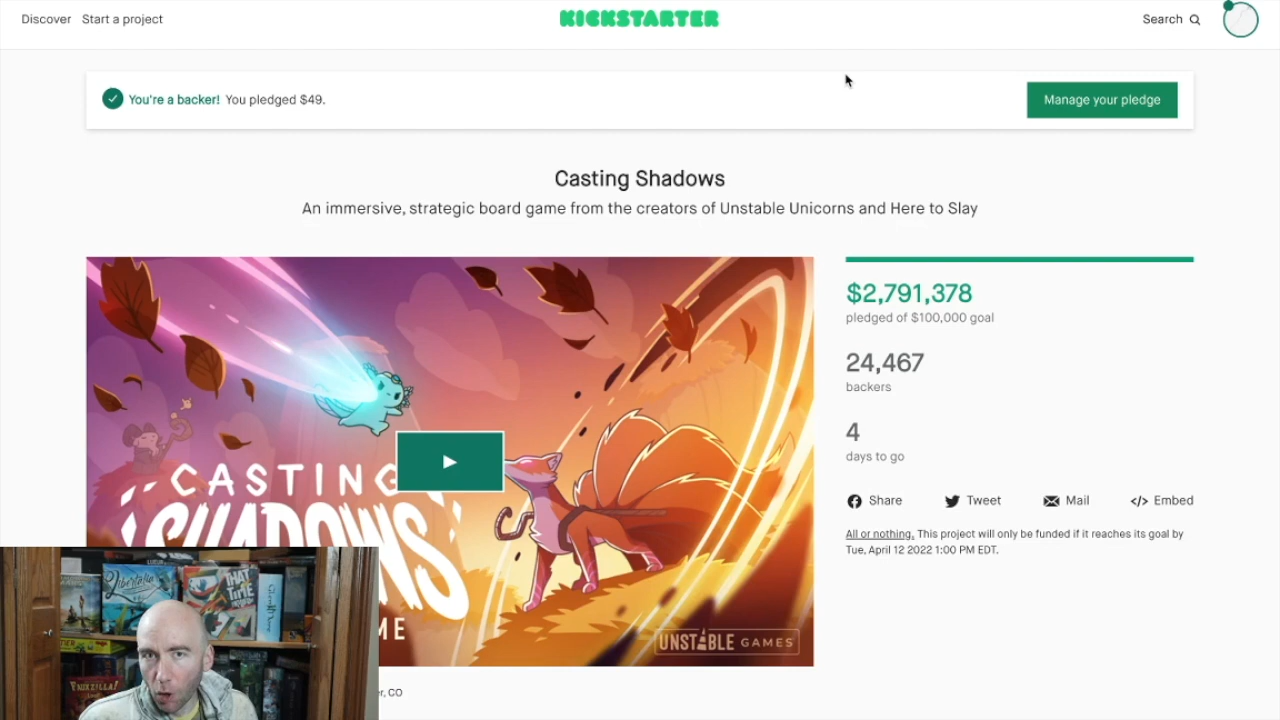 Discover Start a project
KICKSTARTER
Search
You're a backer! You pledged $49.
Manage your pledge
Casting Shadows
An immersive, strategic board game from the creators of Unstable Unicorns and Here to Slay
CASTING
SHADOWS
UNSTABLE GAMES
$2,791,378
pledged of $100,000 goal
24,467
backers
4
days to go
Share Tweet Mail Embed
All or nothing. This project will only be funded if it reaches its goal by
Tue, April 12 2022 1:00 PM EDT.
CO
Libertalia
THAT
TIME